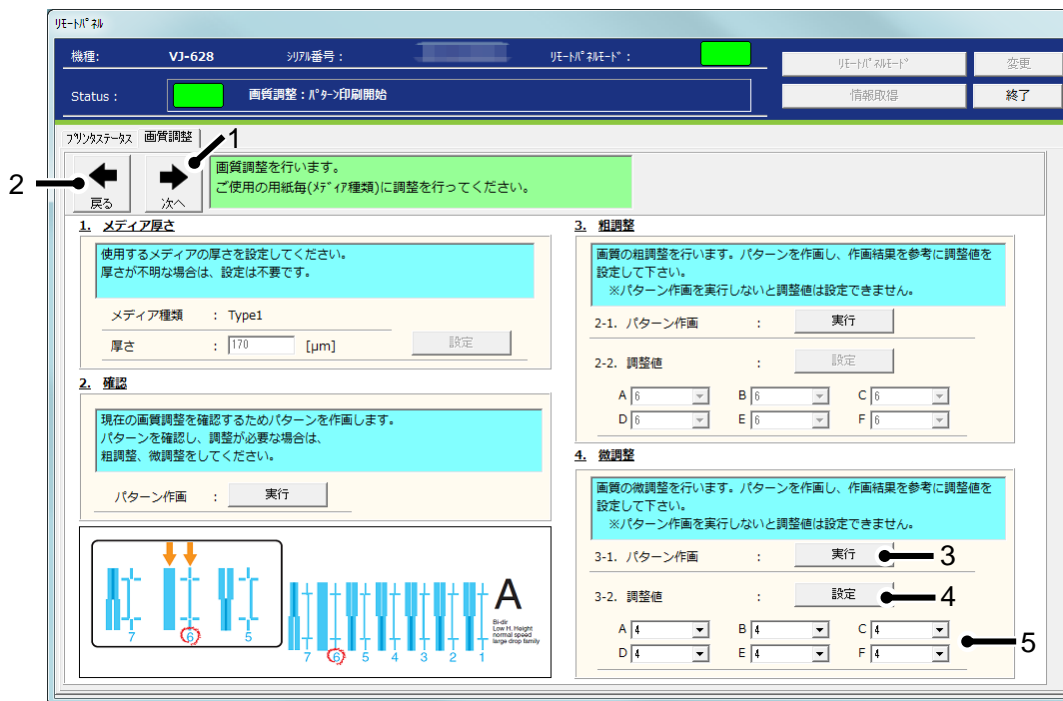 ﾘﾓｰﾄﾊﾟﾈﾙ
機種: VJ-628 ｼﾘｱﾙ番号： ﾘﾓｰﾄﾊﾟﾈﾙﾓｰﾄﾞ：
ﾘﾓｰﾄﾊﾟﾈﾙﾓｰﾄﾞ 変更
Status： 画質調整：ﾊﾟﾀｰﾝ印刷開始
情報取得 終了
ﾌﾟﾘﾝﾀｽﾃｰﾀｽ 画質調整
1
2
戻る 次へ
画質調整を行います。
ご使用の用紙毎(ﾒﾃﾞｨｱ種類)に調整を行ってください。
1. メディア厚さ
使用するメディアの厚さを設定してください。
厚さが不明な場合は、設定は不要です。
メディア種類 ： Type1
厚さ ： 170 [μm] 設定
2. 確認
現在の画質調整を確認するためパターンを作画します。
パターンを確認し、調整が必要な場合は、
粗調整、微調整をしてください。
パターン作画 ： 実行
7 6 5
7 6 5 4 3 2 1
A
Bi-dir
Low H. Height
normal speed
large drop family
3. 粗調整
画質の粗調整を行います。パターンを作画し、作画結果を参考に調整値を
設定して下さい。
※パターン作画を実行しないと調整値は設定できません。
2-1. パターン作画 ： 実行
2-2. 調整値 ： 設定
A 6 B 6 C 6
D 6 E 6 F 6
4. 微調整
画質の微調整を行います。パターンを作画し、作画結果を参考に調整値を
設定して下さい。
※パターン作画を実行しないと調整値は設定できません。
3-1. パターン作画 ： 実行 3
3-2. 調整値 ： 設定 4
A 4 B 4 C 4
D 4 E 4 F 4
5